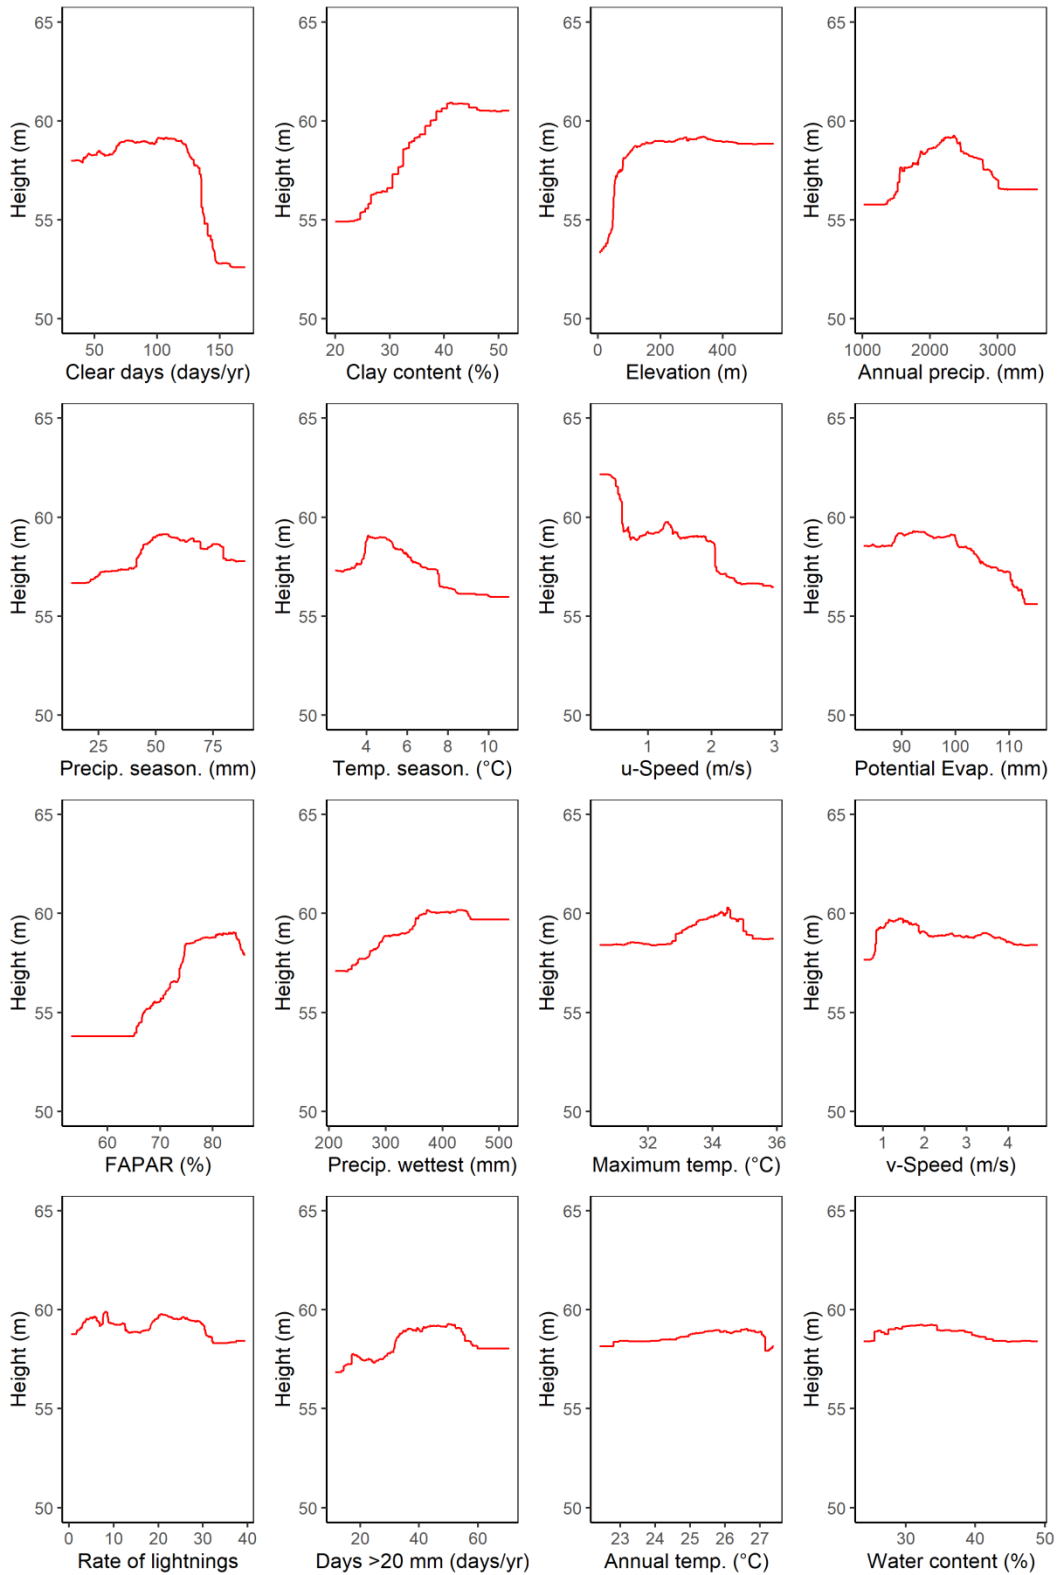 65
60
55
50
Height (m)
50 100 150
Clear days (days/yr)
65
60
55
50
Height (m)
20 30 40 50
Clay content (%)
65
60
55
50
Height (m)
0 200 400
Elevation (m)
65
60
55
50
Height (m)
1000 2000 3000
Annual precip. (mm)
65
60
55
50
Height (m)
25 50 75
Precip. season. (mm)
65
60
55
50
Height (m)
4 6 8 10
Temp. season. (°C)
65
60
55
50
Height (m)
1 2 3
u-Speed (m/s)
65
60
55
50
Height (m)
90 100 110
Potential Evap. (mm)
65
60
55
50
Height (m)
60 70 80
FAPAR (%)
65
60
55
50
Height (m)
200 300 400 500
Precip. wettest (mm)
65
60
55
50
Height (m)
32 34 36
Maximum temp. (°C)
65
60
55
50
Height (m)
1 2 3 4
v-Speed (m/s)
65
60
55
50
Height (m)
0 10 20 30 40
Rate of lightnings
65
60
55
50
Height (m)
20 40 60
Days >20 mm (days/yr)
65
60
55
50
Height (m)
23 24 25 26 27
Annual temp. (°C)
65
60
55
50
Height (m)
30 40 50
Water content (%)